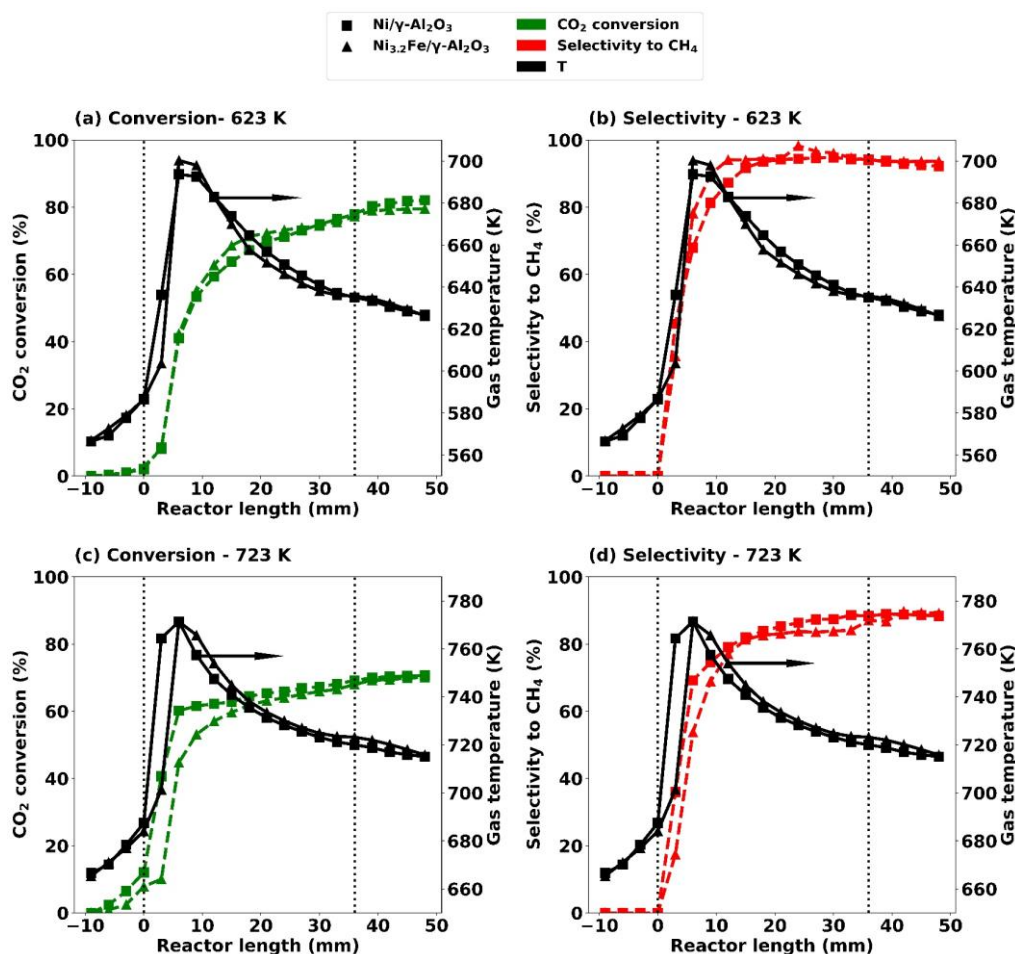 Ni/γ-Al₂O₃
Ni₃.₂Fe/γ-Al₂O₃
CO₂ conversion
Selectivity to CH₄
T
(a) Conversion- 623 K
100
80
60
40
20
0
CO₂ conversion (%)
700
680
660
640
620
600
580
560
Gas temperature (K)
−10 0 10 20 30 40 50
Reactor length (mm)
(b) Selectivity - 623 K
100
80
60
40
20
0
Selectivity to CH₄ (%)
700
680
660
640
620
600
580
560
Gas temperature (K)
−10 0 10 20 30 40 50
Reactor length (mm)
(c) Conversion - 723 K
100
80
60
40
20
0
CO₂ conversion (%)
780
760
740
720
700
680
660
Gas temperature (K)
−10 0 10 20 30 40 50
Reactor length (mm)
(d) Selectivity - 723 K
100
80
60
40
20
0
Selectivity to CH₄ (%)
780
760
740
720
700
680
660
Gas temperature (K)
−10 0 10 20 30 40 50
Reactor length (mm)